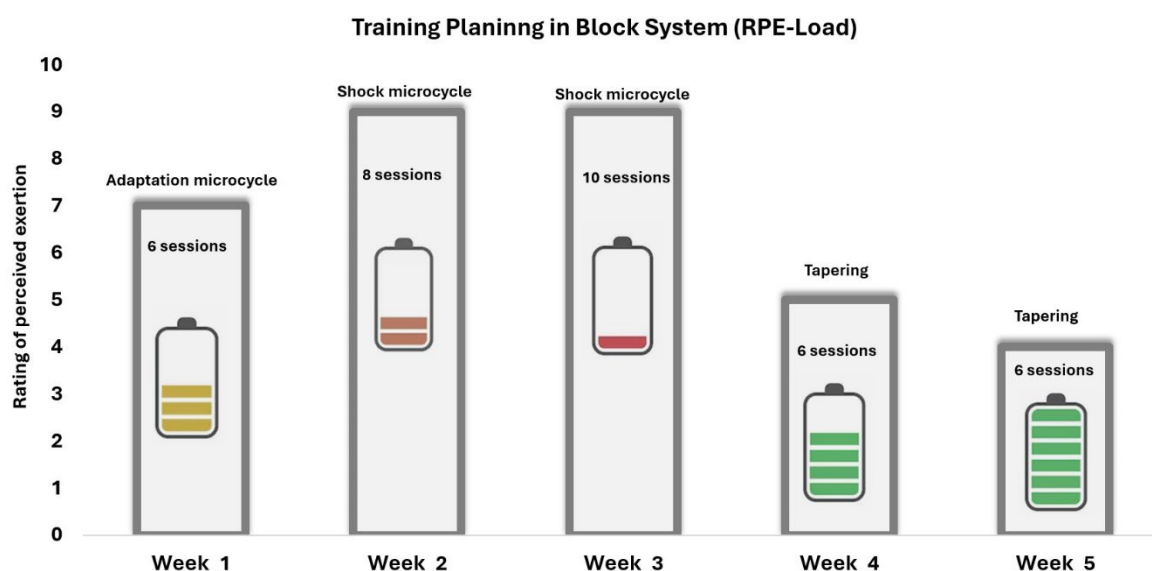 Training Planinng in Block System (RPE-Load)
Rating of perceived exertion
10
9
8
7
6
5
4
3
2
1
0
Adaptation microcycle
6 sessions
Shock microcycle
8 sessions
Shock microcycle
10 sessions
Tapering
6 sessions
Tapering
6 sessions
Week 1
Week 2
Week 3
Week 4
Week 5